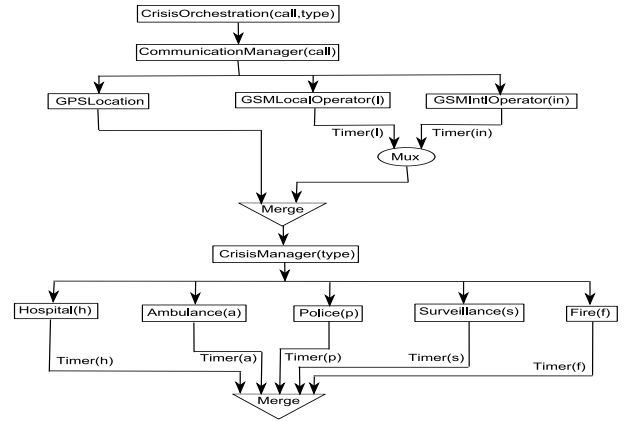 CrisisOrchestration(call,type)
CommunicationManager(call)
GPSLocation
GSMLocalOperator(l)
GSMIntlOperator(in)
Timer(l)
Timer(in)
Mux
Merge
CrisisManager(type)
Hospital(h)
Ambulance(a)
Police(p)
Surveillance(s)
Fire(f)
Timer(h)
Timer(a)
Timer(p)
Timer(s)
Timer(f)
Merge